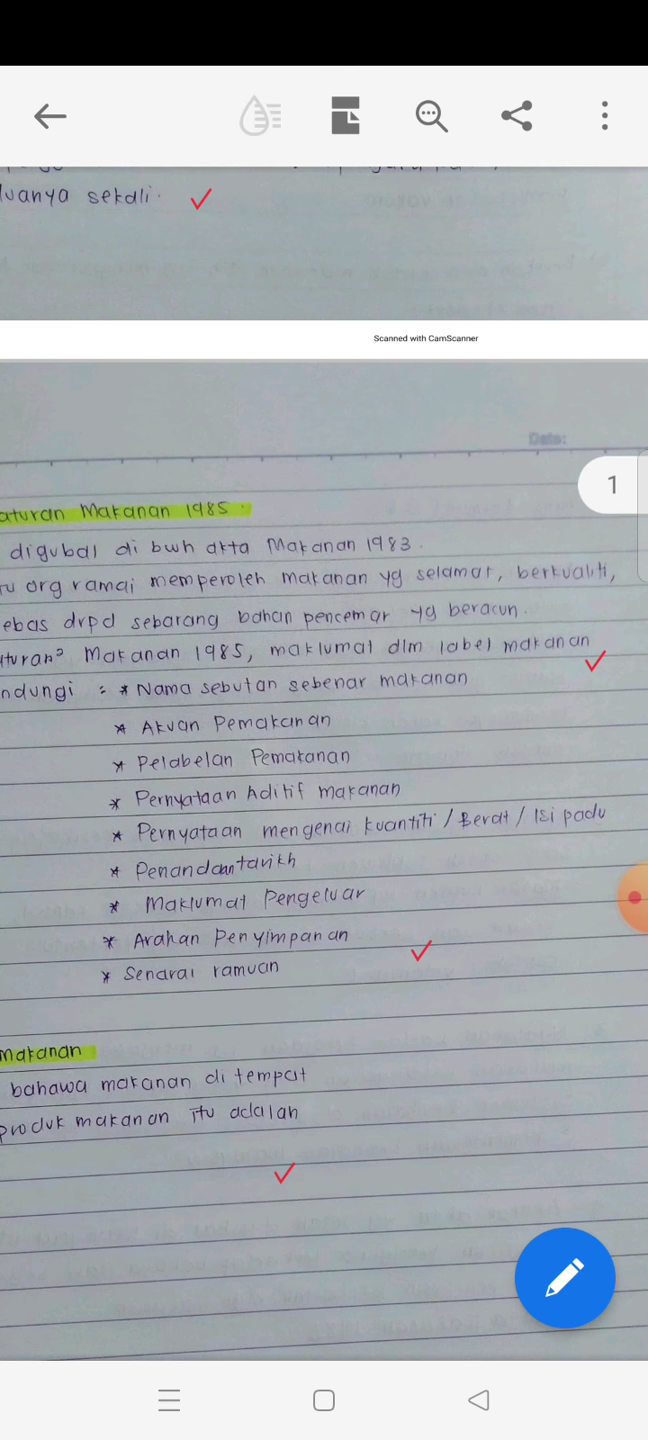 luanya sekali.
Scanned with CamScanner
Date:
1
aturan Makanan 1985.
digubal di bwh akta Makanan 1983.
org ramai memperoleh makanan yg selamat, berkualiti,
ebas drpd sebarang bahan pencemar yg beracun.
aturan² Makanan 1985, maklumat dlm label makanan
ndungi : * Nama sebutan sebenar makanan
* Akuan Pemakanan
* Pelabelan Pemakanan
* Pernyataan Aditif makanan
* Pernyataan mengenai kuantiti / Berat / Isi padu
* Penandaan tarikh
* Maklumat Pengeluar
* Arahan Penyimpanan
* Senarai ramuan
Makanan
bahawa makanan di tempat
produk makanan itu adalah